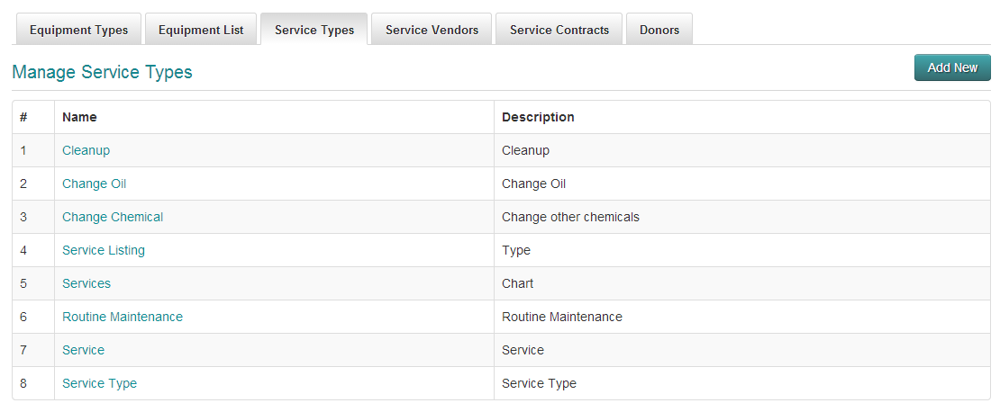 Equipment Types Equipment List Service Types Service Vendors Service Contracts Donors
Manage Service Types Add New
# Name Description
1 Cleanup Cleanup
2 Change Oil Change Oil
3 Change Chemical Change other chemicals
4 Service Listing Type
5 Services Chart
6 Routine Maintenance Routine Maintenance
7 Service Service
8 Service Type Service Type